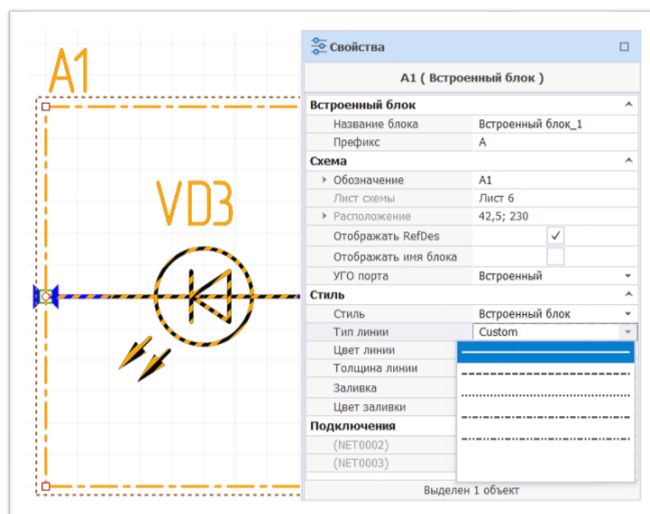 A1
VD3
Свойства
A1 ( Встроенный блок )
Встроенный блок
Название блока Встроенный блок_1
Префикс A
Схема
Обозначение A1
Лист схемы Лист 6
Расположение 42,5; 230
Отображать RefDes
Отображать имя блока
УГО порта Встроенный
Стиль
Стиль Встроенный блок
Тип линии Custom
Цвет линии
Толщина линии
Заливка
Цвет заливки
Подключения
(NET0002)
(NET0003)
Выделен 1 объект